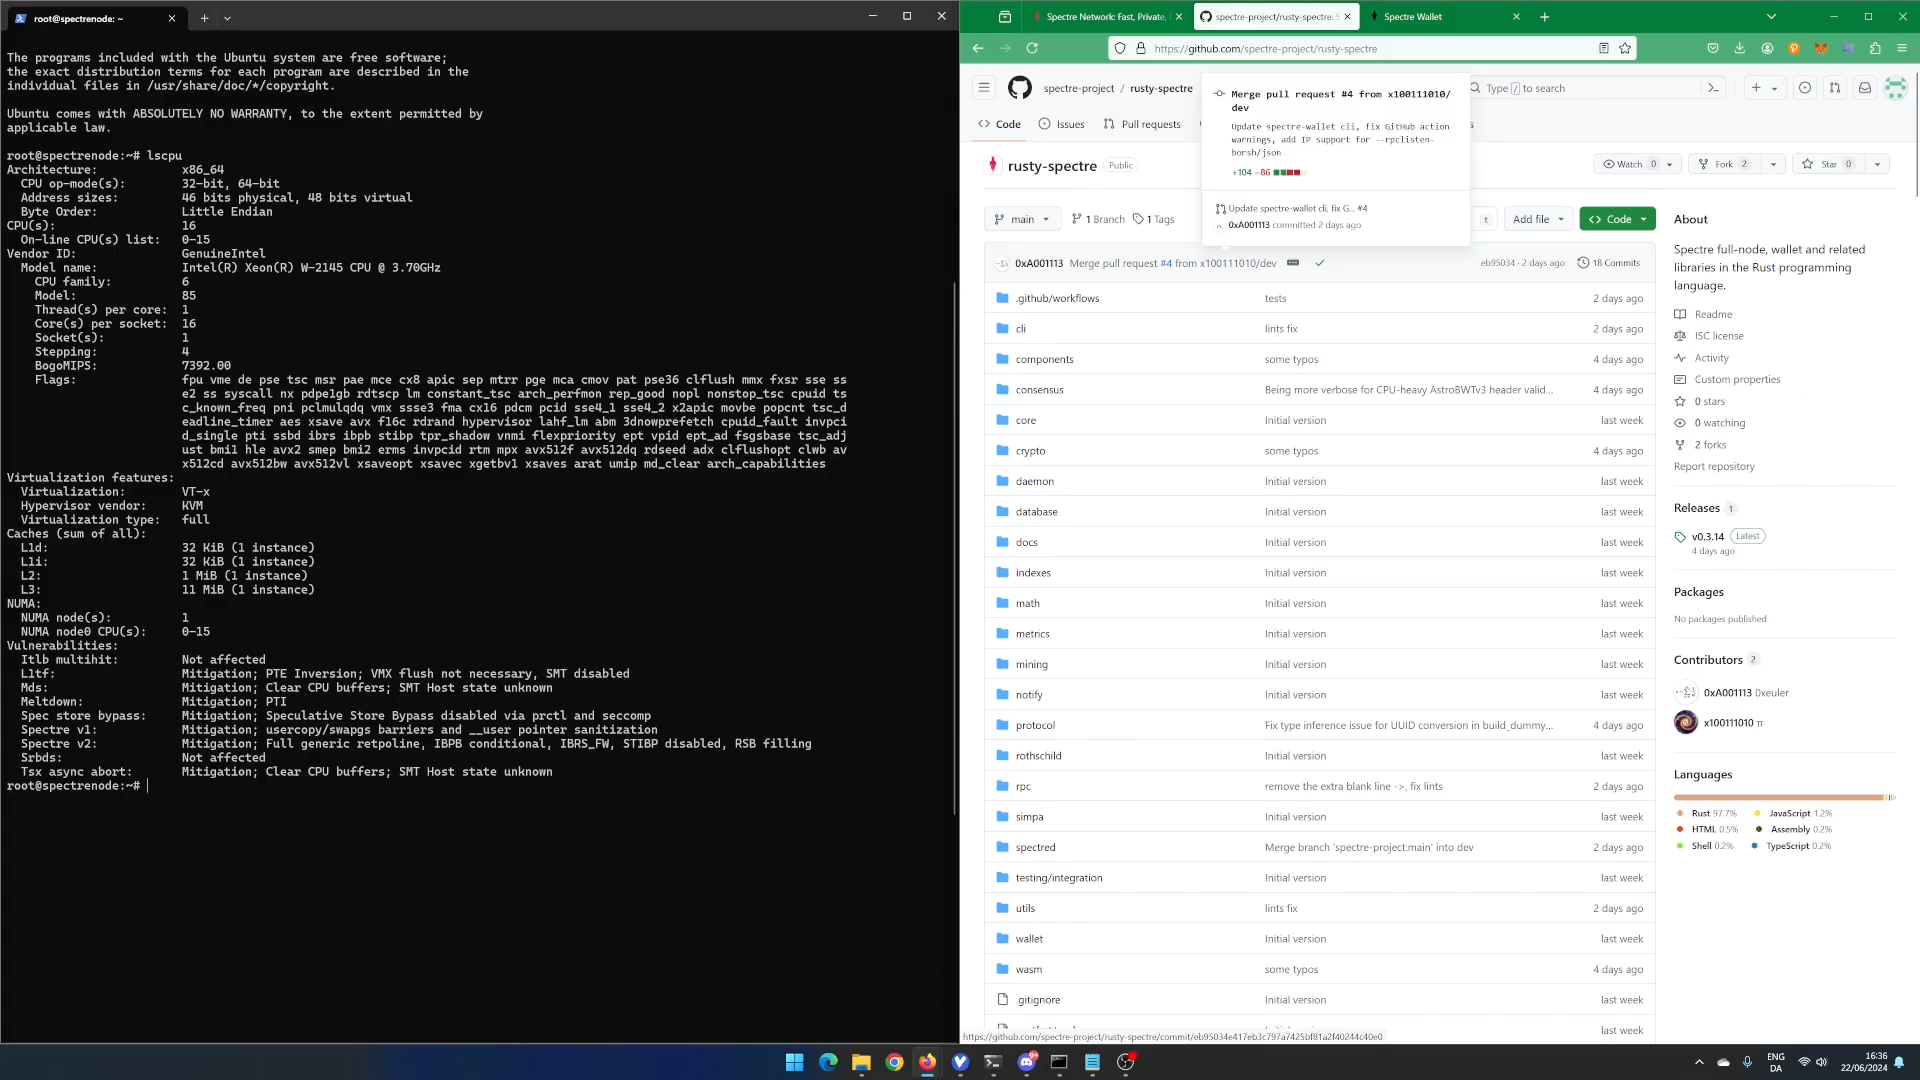 root@spectrenode: ~
The programs included with the Ubuntu system are free software;
the exact distribution terms for each program are described in the
individual files in /usr/share/doc/*/copyright.
Ubuntu comes with ABSOLUTELY NO WARRANTY, to the extent permitted by
applicable law.
root@spectrenode:~# lscpu
Architecture: x86_64
CPU op-mode(s): 32-bit, 64-bit
Address sizes: 46 bits physical, 48 bits virtual
Byte Order: Little Endian
CPU(s): 16
On-line CPU(s) list: 0-15
Vendor ID: GenuineIntel
Model name: Intel(R) Xeon(R) W-2145 CPU @ 3.70GHz
CPU family: 6
Model: 85
Thread(s) per core: 1
Core(s) per socket: 16
Socket(s): 1
Stepping: 4
BogoMIPS: 7392.00
Flags: fpu vme de pse tsc msr pae mce cx8 apic sep mtrr pge mca cmov pat pse36 clflush mmx fxsr sse ss
e2 ss syscall nx pdpe1gb rdtscp lm constant_tsc arch_perfmon rep_good nopl nonstop_tsc cpuid ts
c_known_freq pni pclmulqdq vmx ssse3 fma cx16 pdcm pcid sse4_1 sse4_2 x2apic movbe popcnt tsc_d
eadline_timer aes xsave avx f16c rdrand hypervisor lahf_lm abm 3dnowprefetch cpuid_fault invpci
d_single pti ssbd ibrs ibpb stibp tpr_shadow vnmi flexpriority ept vpid ept_ad fsgsbase tsc_adj
ust bmi1 hle avx2 smep bmi2 erms invpcid rtm mpx avx512f avx512dq rdseed adx clflushopt clwb av
x512cd avx512bw avx512vl xsaveopt xsavec xgetbv1 xsaves arat umip md_clear arch_capabilities
Virtualization features:
Virtualization: VT-x
Hypervisor vendor: KVM
Virtualization type: full
Caches (sum of all):
L1d: 32 KiB (1 instance)
L1i: 32 KiB (1 instance)
L2: 1 MiB (1 instance)
L3: 11 MiB (1 instance)
NUMA:
NUMA node(s): 1
NUMA node0 CPU(s): 0-15
Vulnerabilities:
Itlb multihit: Not affected
L1tf: Mitigation; PTE Inversion; VMX flush not necessary, SMT disabled
Mds: Mitigation; Clear CPU buffers; SMT Host state unknown
Meltdown: Mitigation; PTI
Spec store bypass: Mitigation; Speculative Store Bypass disabled via prctl and seccomp
Spectre v1: Mitigation; usercopy/swapgs barriers and __user pointer sanitization
Spectre v2: Mitigation; Full generic retpoline, IBPB conditional, IBRS_FW, STIBP disabled, RSB filling
Srbds: Not affected
Tsx async abort: Mitigation; Clear CPU buffers; SMT Host state unknown
root@spectrenode:~#
Spectre Network: Fast, Private,
spectre-project/rusty-spectre: S
Spectre Wallet
https://github.com/spectre-project/rusty-spectre
spectre-project / rusty-spectre
Type / to search
Code
Issues
Pull requests
Merge pull request #4 from x100111010/
dev
Update spectre-wallet cli, fix GitHub action
warnings, add IP support for --rpclisten-
borsh/json
+104 −86
Update spectre-wallet cli, fix G... #4
0xA001113 committed 2 days ago
rusty-spectre Public
Watch 0
Fork 2
Star 0
main
1 Branch
1 Tags
t
Add file
Code
0xA001113 Merge pull request #4 from x100111010/dev
eb95034 · 2 days ago
18 Commits
.github/workflows tests 2 days ago
cli lints fix 2 days ago
components some typos 4 days ago
consensus Being more verbose for CPU-heavy AstroBWTv3 header valid... 2 days ago
core Initial version last week
crypto some typos 4 days ago
daemon Initial version last week
database Initial version last week
docs Initial version last week
indexes Initial version last week
math Initial version last week
metrics Initial version last week
mining Initial version last week
notify Initial version last week
protocol Fix type inference issue for UUID conversion in build_dummy... 4 days ago
rothschild Initial version last week
rpc remove the extra blank line ->, fix lints 2 days ago
simpa Initial version last week
spectred Merge branch 'spectre-project:main' into dev 2 days ago
testing/integration Initial version last week
utils lints fix 2 days ago
wallet Initial version last week
wasm some typos 4 days ago
.gitignore Initial version last week
last week
About
Spectre full-node, wallet and related
libraries in the Rust programming
language.
Readme
ISC license
Activity
Custom properties
0 stars
0 watching
2 forks
Report repository
Releases 1
v0.3.14 Latest
4 days ago
Packages
No packages published
Contributors 2
0xA001113 0xeuler
x100111010 π
Languages
Rust 97.7% JavaScript 1.2%
HTML 0.5% Assembly 0.2%
Shell 0.2% TypeScript 0.2%
https://github.com/spectre-project/rusty-spectre/commit/eb95034e417eb3c797a7425bf81a2f40244c40e0
ENG
DA
16:36
22/06/2024